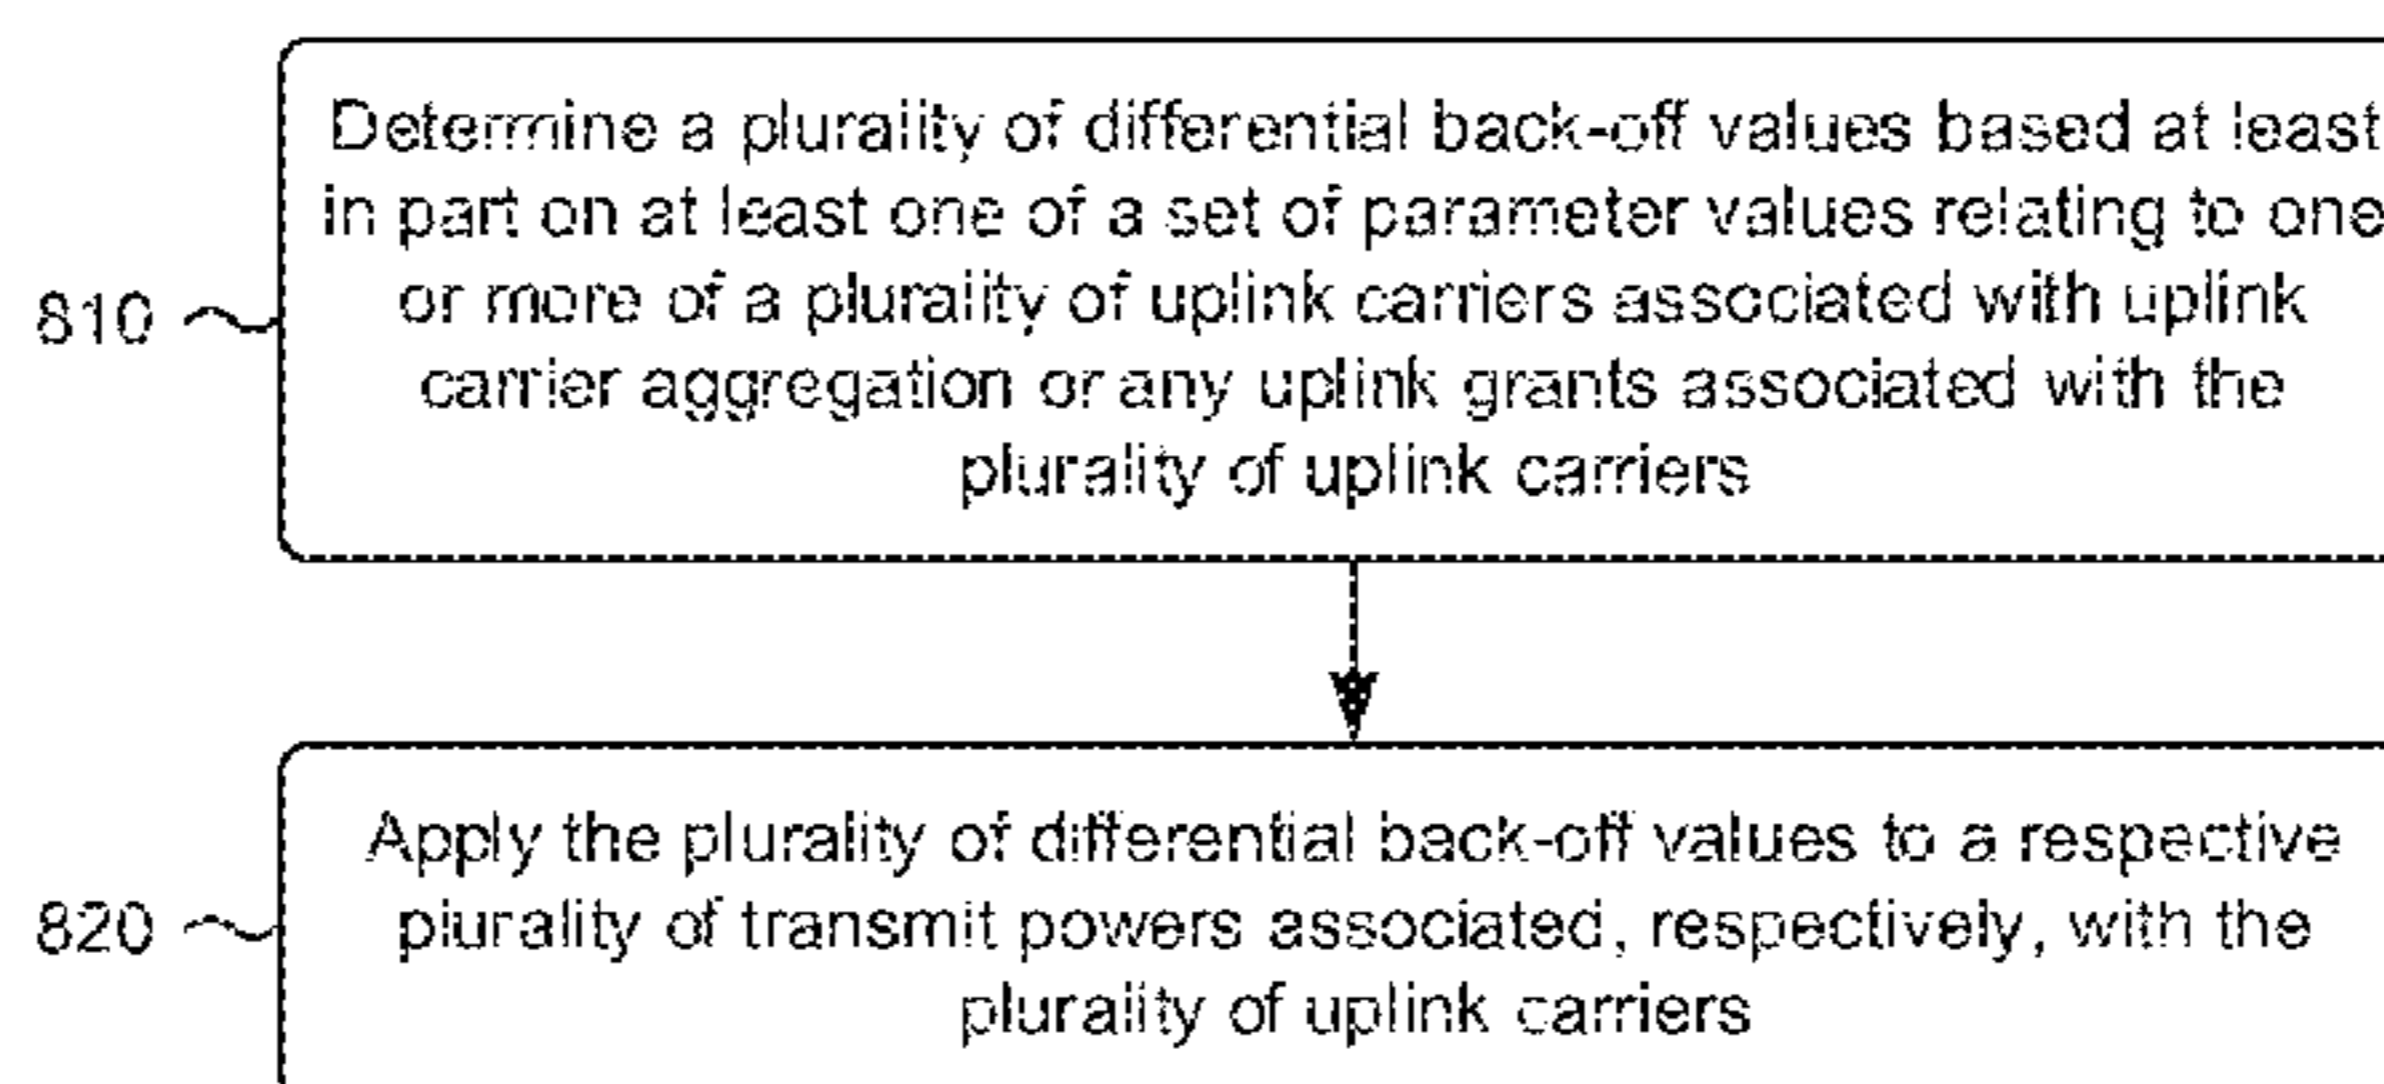 Determine a plurality of differential back-off values based at least
in part on at least one of a set of parameter values relating to one
810
or more of a plurality of uplink carriers associated with uplink
carrier aggregation or any uplink grants associated with the
plurality of uplink carriers
Apply the plurality of differential back-off values to a respective
820
plurality of transmit powers associated, respectively, with the
plurality of uplink carriers